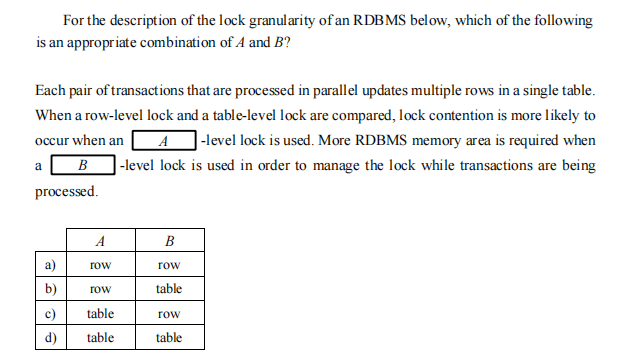 For the description of the lock granularity of an RDBMS below, which of the following
is an appropriate combination of A and B?
Each pair of transactions that are processed in parallel updates multiple rows in a single table.
When a row-level lock and a table-level lock are compared, lock contention is more likely to
occur when an A -level lock is used. More RDBMS memory area is required when
a B -level lock is used in order to manage the lock while transactions are being
processed.
A B
a) row row
b) row table
c) table row
d) table table